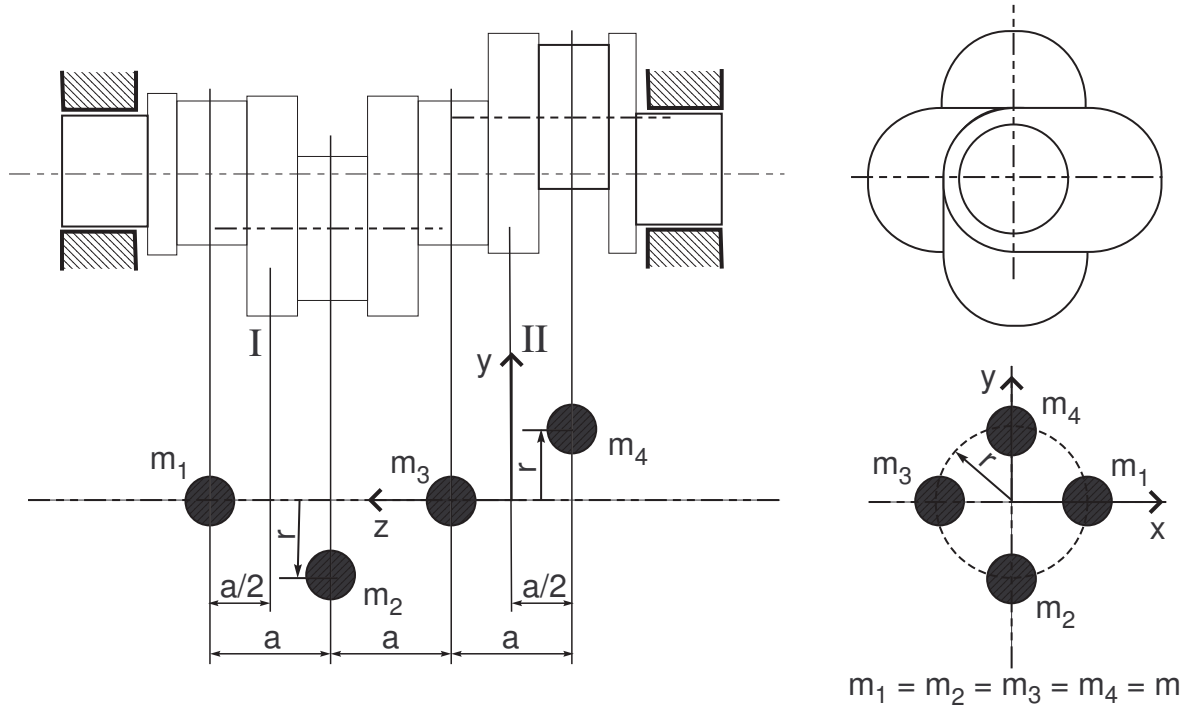 I
II
y
m₁
m₃
m₄
r
z
r
m₂
a/2
a/2
a
a
a
y
m₄
m₃
r
m₁
x
m₂
m₁ = m₂ = m₃ = m₄ = m